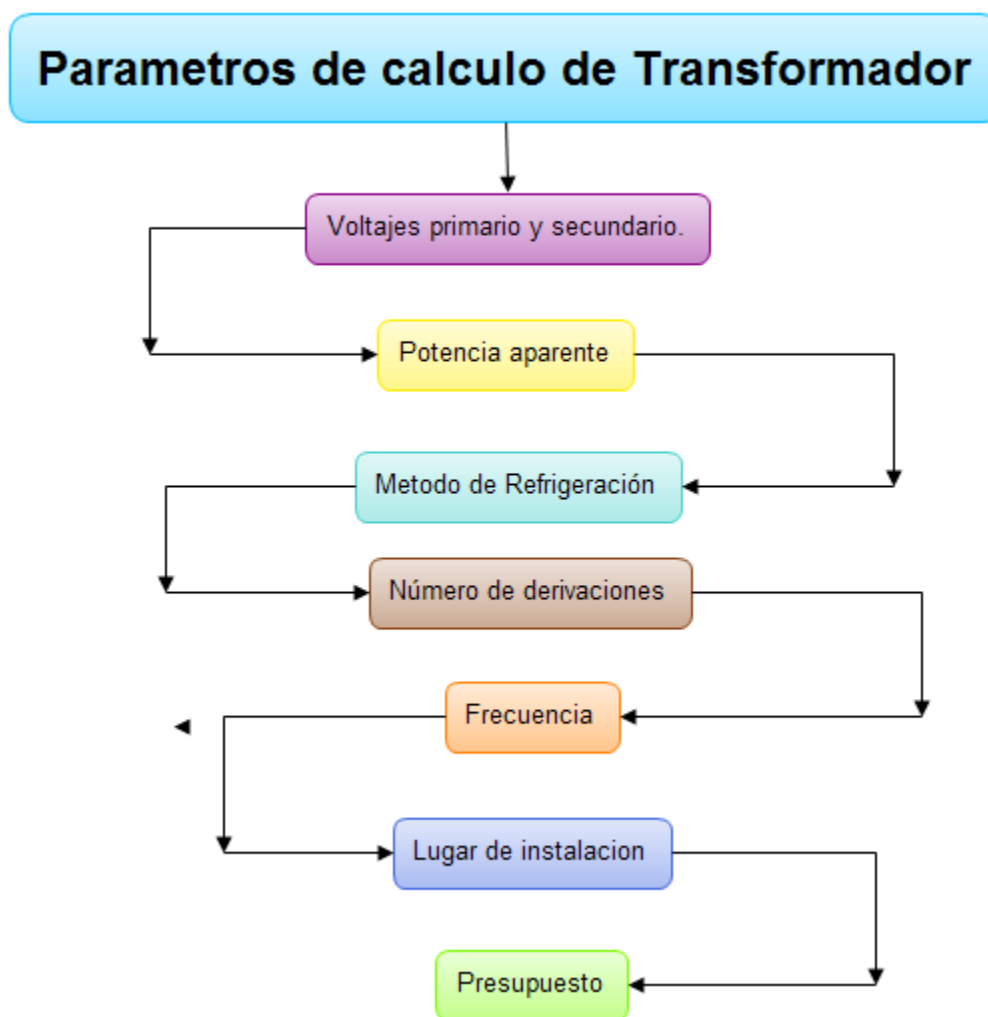 Parametros de calculo de Transformador
Voltajes primario y secundario.
Potencia aparente
Metodo de Refrigeración
Número de derivaciones
Frecuencia
Lugar de instalacion
Presupuesto